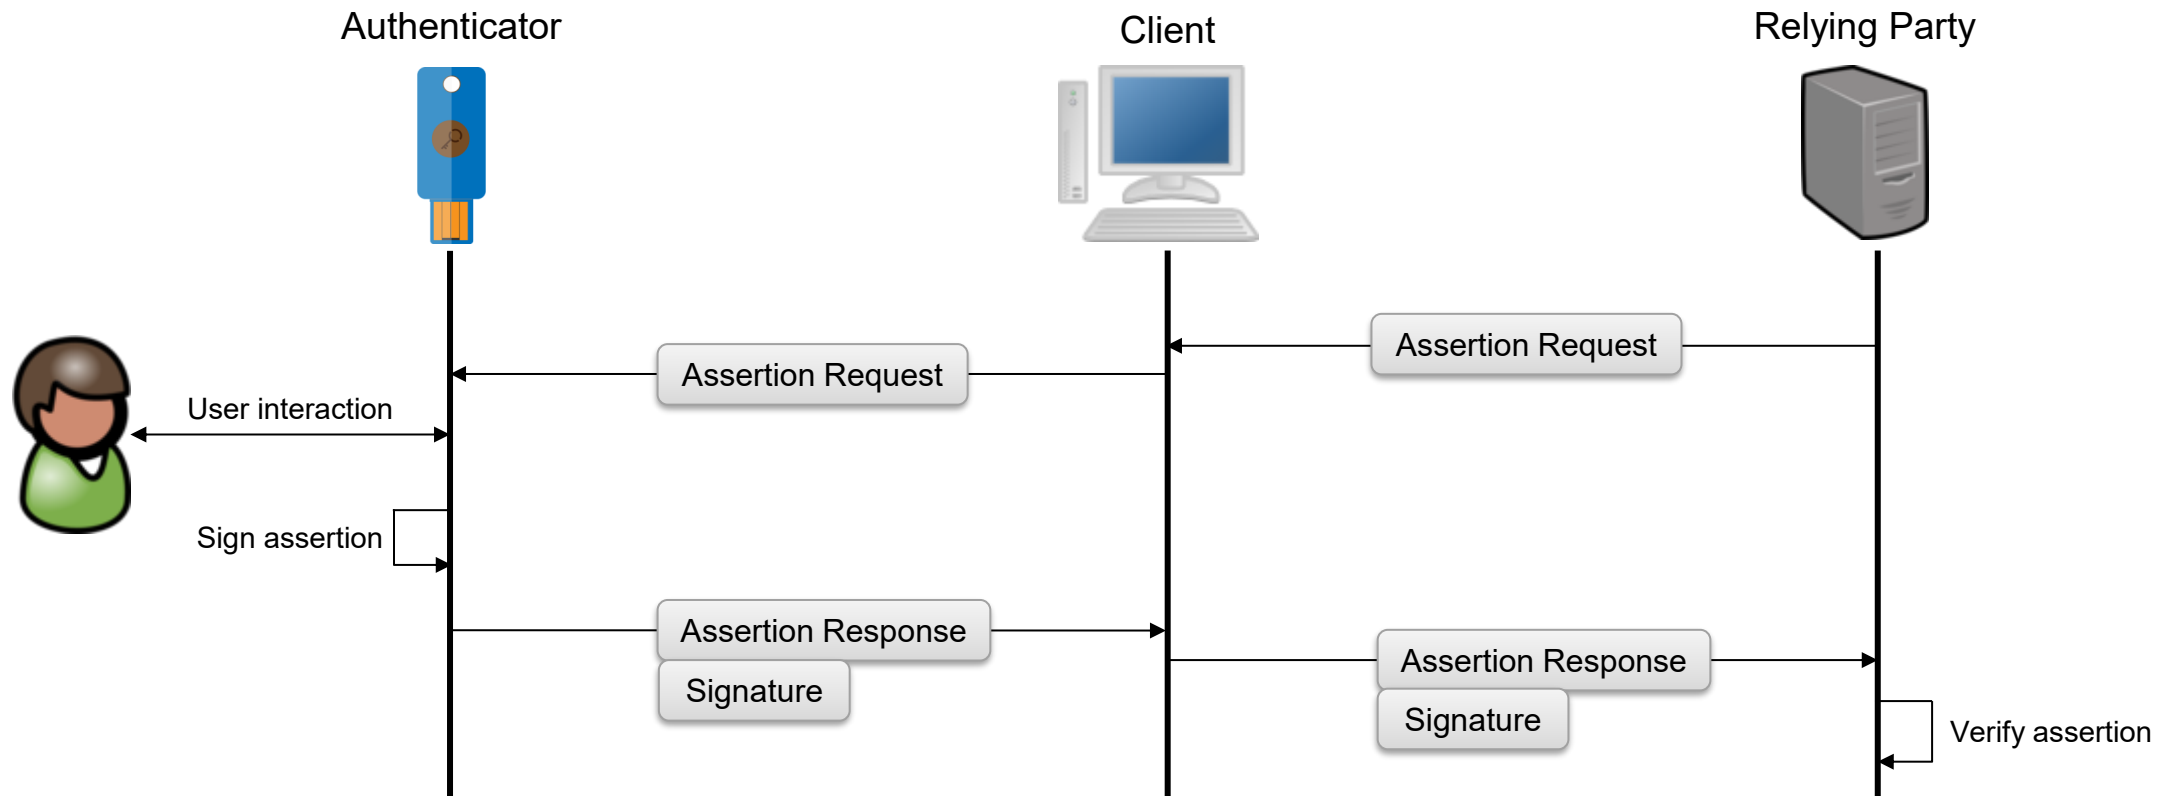 Authenticator
Client
Relying Party
Assertion Request
Assertion Request
User interaction
Sign assertion
Assertion Response
Signature
Assertion Response
Signature
Verify assertion